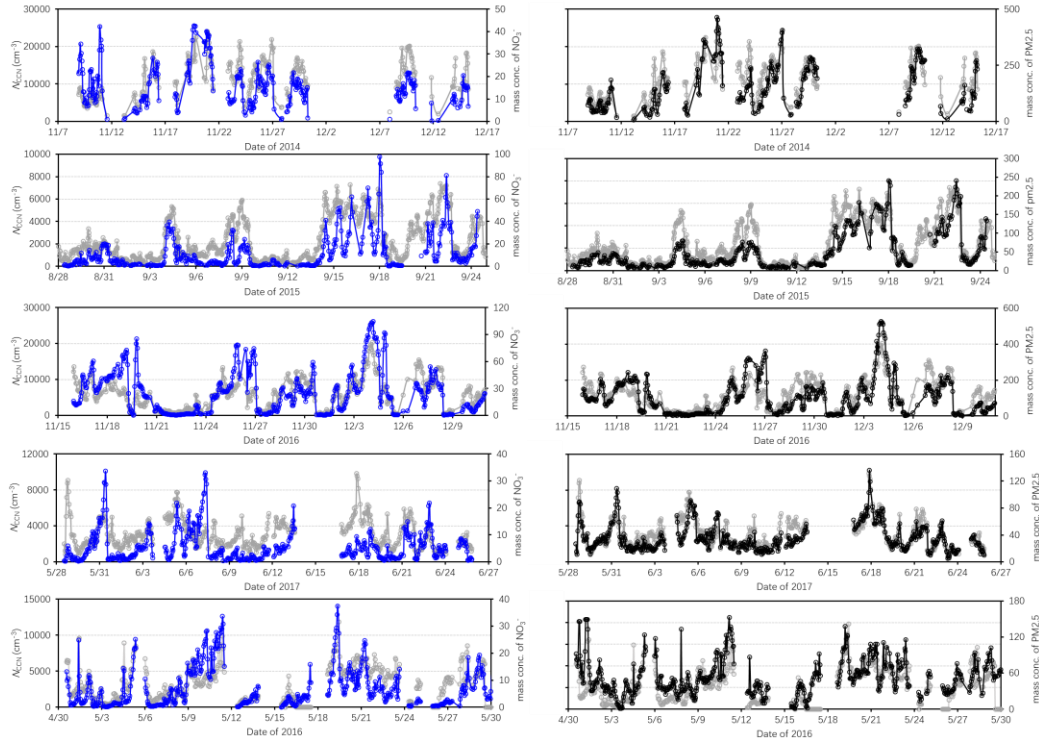 30000 20000 10000 0
N_CCN (cm⁻³)
50 40 30 20 10 0
mass conc. of NO₃⁻
11/7 11/12 11/17 11/22 11/27 12/2 12/7 12/12 12/17
Date of 2014
500 250 0
mass conc. of PM2.5
11/7 11/12 11/17 11/22 11/27 12/2 12/7 12/12 12/17
Date of 2014
10000 8000 6000 4000 2000 0
N_CCN (cm⁻³)
100 80 60 40 20 0
mass conc. of NO₃⁻
8/28 8/31 9/3 9/6 9/9 9/12 9/15 9/18 9/21 9/24
Date of 2015
300 250 200 150 100 50 0
mass conc. of pm2.5
8/28 8/31 9/3 9/6 9/9 9/12 9/15 9/18 9/21 9/24
Date of 2015
30000 20000 10000 0
N_CCN (cm⁻³)
120 90 60 30 0
mass conc. of NO₃⁻
11/15 11/18 11/21 11/24 11/27 11/30 12/3 12/6 12/9
Date of 2016
600 400 200 0
mass conc. of PM2.5
11/15 11/18 11/21 11/24 11/27 11/30 12/3 12/6 12/9
Date of 2016
12000 8000 4000 0
N_CCN (cm⁻³)
40 30 20 10 0
mass conc. of NO₃⁻
5/28 5/31 6/3 6/6 6/9 6/12 6/15 6/18 6/21 6/24 6/27
Date of 2017
160 120 80 40 0
mass conc. of PM2.5
5/28 5/31 6/3 6/6 6/9 6/12 6/15 6/18 6/21 6/24 6/27
Date of 2017
15000 10000 5000 0
N_CCN (cm⁻³)
40 30 20 10 0
mass conc. of NO₃⁻
4/30 5/3 5/6 5/9 5/12 5/15 5/18 5/21 5/24 5/27 5/30
Date of 2016
180 120 60 0
mass conc. of PM2.5
4/30 5/3 5/6 5/9 5/12 5/15 5/18 5/21 5/24 5/27 5/30
Date of 2016